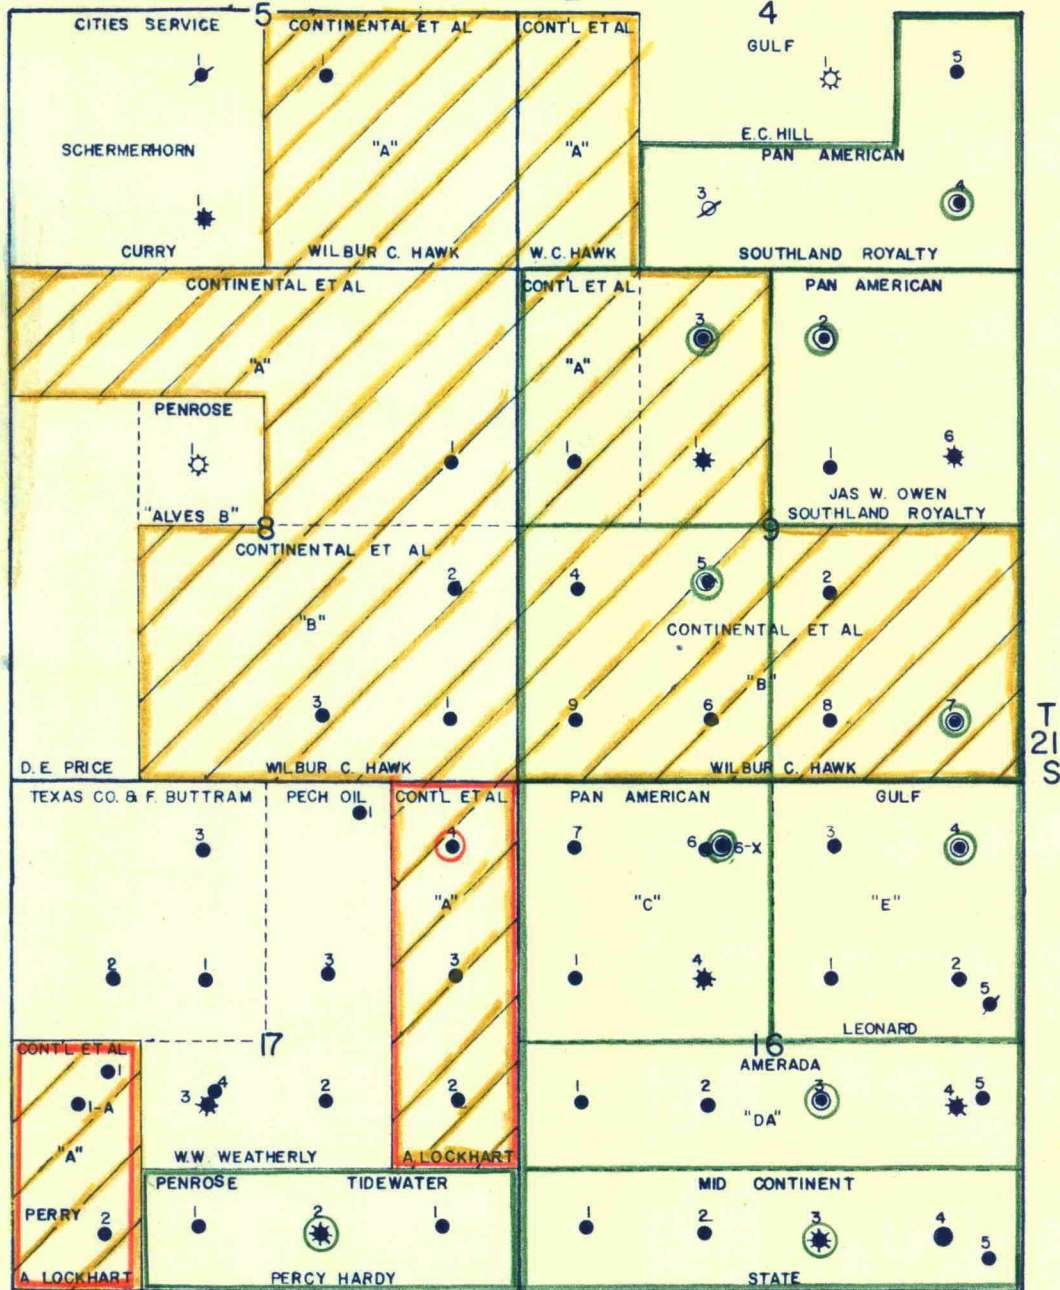 5
4
CITIES SERVICE
CONTINENTAL ET AL
CONT'L ET AL
GULF
1
1
1
5
SCHERMERHORN
"A"
"A"
E.C. HILL
PAN AMERICAN
1
3
4
CURRY
WILBUR C. HAWK
W.C. HAWK
SOUTHLAND ROYALTY
CONTINENTAL ET AL
CONT'L ET AL
PAN AMERICAN
3
2
"A"
"A"
PENROSE
1
1
1
1
1
6
"ALVES B"
JAS W. OWEN
SOUTHLAND ROYALTY
8
9
CONTINENTAL ET AL
2
4
5
2
"B"
CONTINENTAL ET AL
"B"
3
1
9
6
8
7
D.E. PRICE
WILBUR C. HAWK
WILBUR C. HAWK
T
21
S
TEXAS CO. & F. BUTTRAM
PECH OIL
CONT'L ET AL
PAN AMERICAN
GULF
1
3
4
7
6
6-X
3
4
"A"
"C"
"E"
2
1
3
3
1
4
1
2
5
LEONARD
17
16
CONT'L ET AL
AMERADA
1
1-A
3
4
2
2
1
2
3
4
5
"A"
"DA"
W.W. WEATHERLY
A LOCKHART
PENROSE
TIDEWATER
MID CONTINENT
PERRY
2
1
2
1
1
2
3
4
5
A LOCKHART
PERCY HARDY
STATE